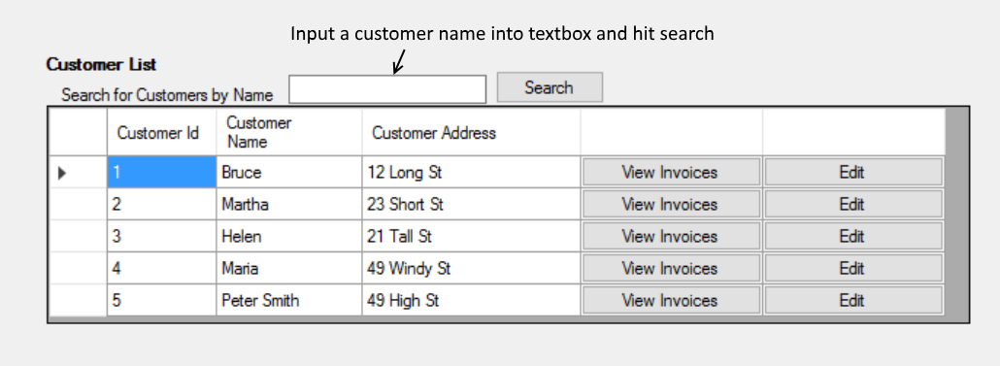 Input a customer name into textbox and hit search
Customer List
Search for Customers by Name Search
Customer Id Customer Name Customer Address
1 Bruce 12 Long St View Invoices Edit
2 Martha 23 Short St View Invoices Edit
3 Helen 21 Tall St View Invoices Edit
4 Maria 49 Windy St View Invoices Edit
5 Peter Smith 49 High St View Invoices Edit